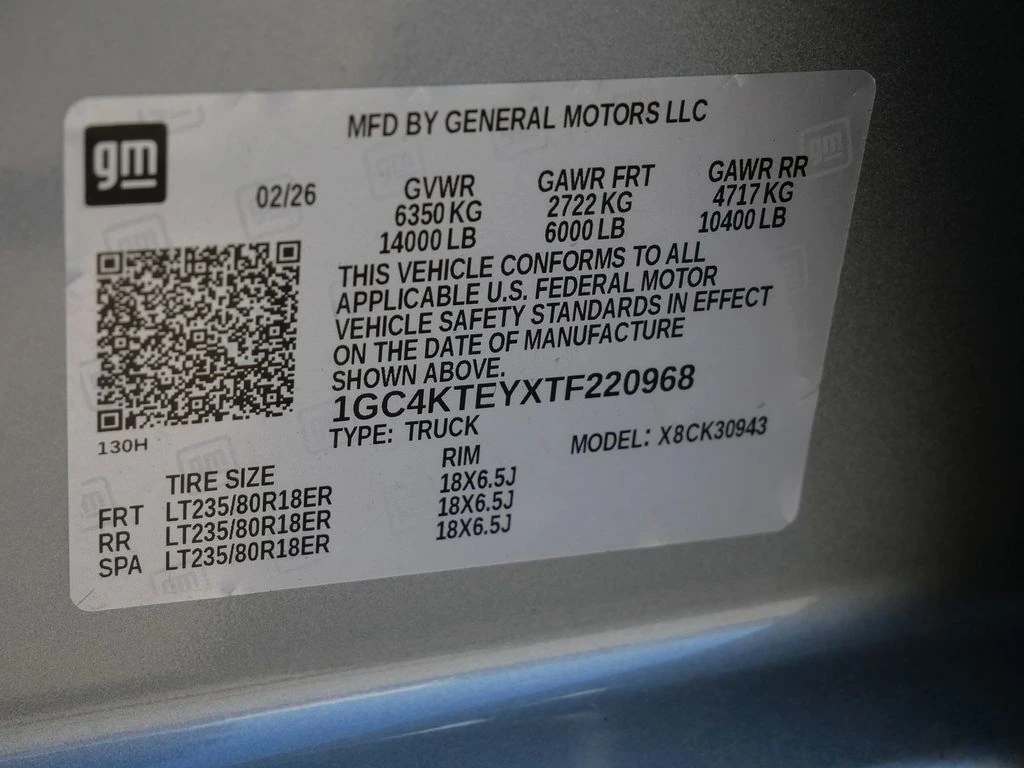 MFD BY GENERAL MOTORS LLC
gm
02/26
GVWR GAWR FRT GAWR RR
6350 KG 2722 KG 4717 KG
14000 LB 6000 LB 10400 LB
THIS VEHICLE CONFORMS TO ALL
APPLICABLE U.S. FEDERAL MOTOR
VEHICLE SAFETY STANDARDS IN EFFECT
ON THE DATE OF MANUFACTURE
SHOWN ABOVE.
1GC4KTEYXTF220968
130H
TYPE: TRUCK MODEL: X8CK30943
TIRE SIZE RIM
FRT LT235/80R18ER 18X6.5J
RR LT235/80R18ER 18X6.5J
SPA LT235/80R18ER 18X6.5J